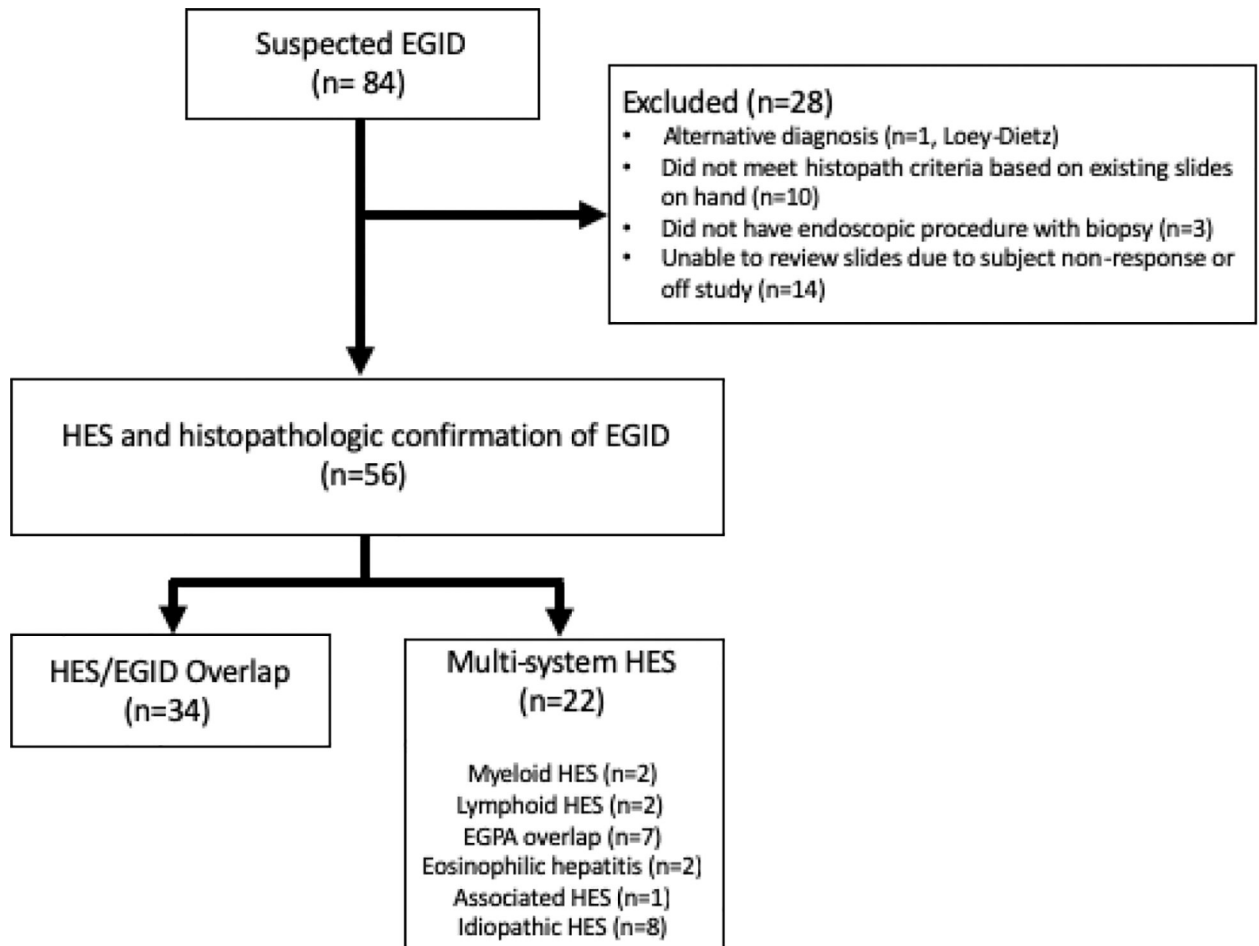 Suspected EGID
(n= 84)
Excluded (n=28)
• Alternative diagnosis (n=1, Loey-Dietz)
• Did not meet histopath criteria based on existing slides
on hand (n=10)
• Did not have endoscopic procedure with biopsy (n=3)
• Unable to review slides due to subject non-response or
off study (n=14)
HES and histopathologic confirmation of EGID
(n=56)
HES/EGID Overlap
(n=34)
Multi-system HES
(n=22)
Myeloid HES (n=2)
Lymphoid HES (n=2)
EGPA overlap (n=7)
Eosinophilic hepatitis (n=2)
Associated HES (n=1)
Idiopathic HES (n=8)